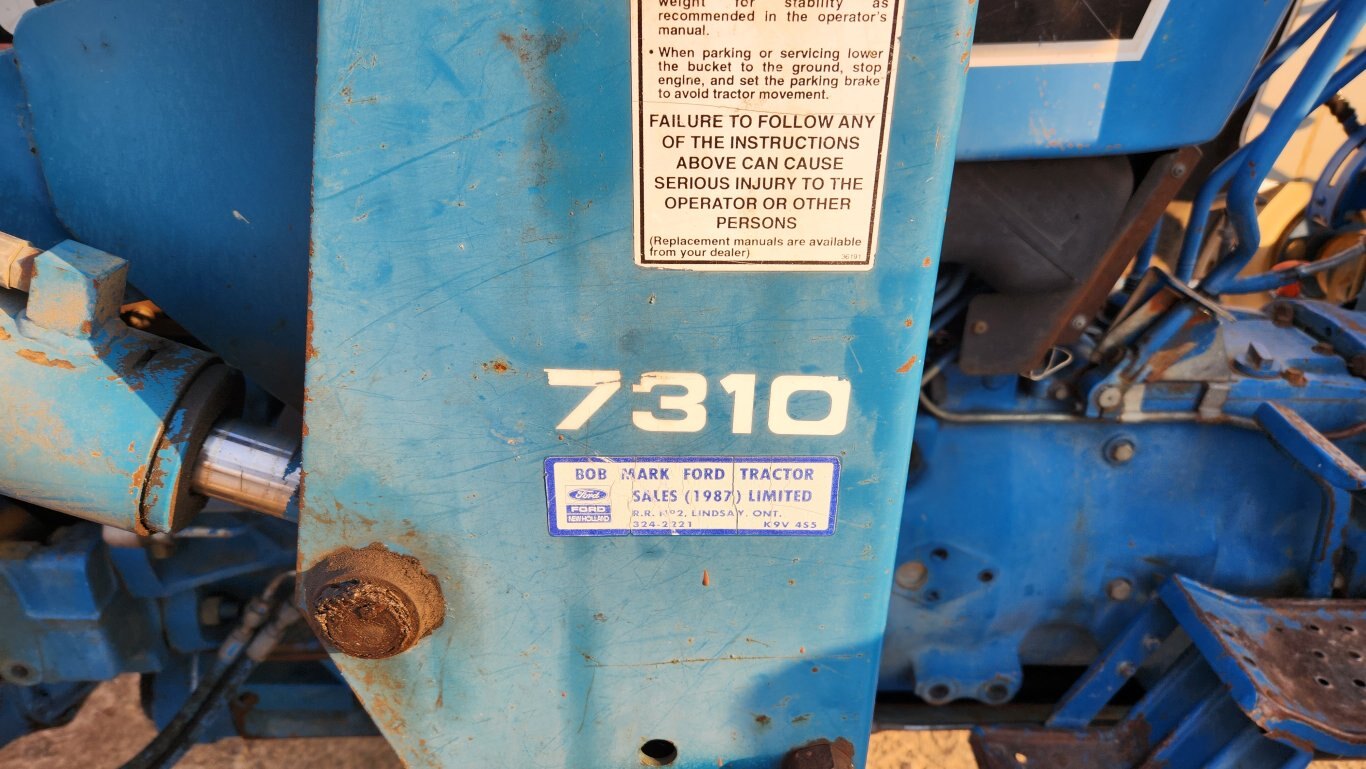 weight for stability as
recommended in the operator's
manual.
• When parking or servicing lower
the bucket to the ground, stop
engine, and set the parking brake
to avoid tractor movement.
FAILURE TO FOLLOW ANY
OF THE INSTRUCTIONS
ABOVE CAN CAUSE
SERIOUS INJURY TO THE
OPERATOR OR OTHER
PERSONS
(Replacement manuals are available
from your dealer)
36191
7310
BOB MARK FORD TRACTOR
SALES (1987) LIMITED
R.R. Nº2, LINDSAY, ONT.
324-2221 K9V 4S5
Ford
FORD
NEW HOLLAND